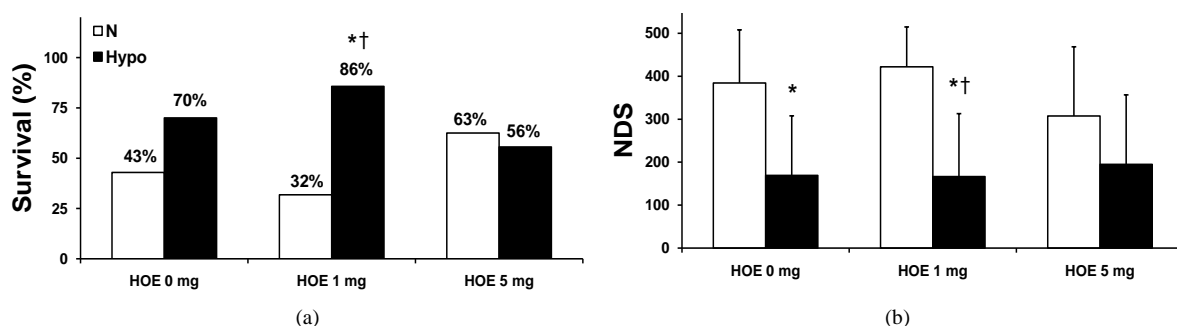 N
Hypo
Survival (%)
100
75
50
25
0
43%
70%
32%
*†
86%
63%
56%
HOE 0 mg
HOE 1 mg
HOE 5 mg
(a)
NDS
500
400
300
200
100
00
*
*†
HOE 0 mg
HOE 1 mg
HOE 5 mg
(b)